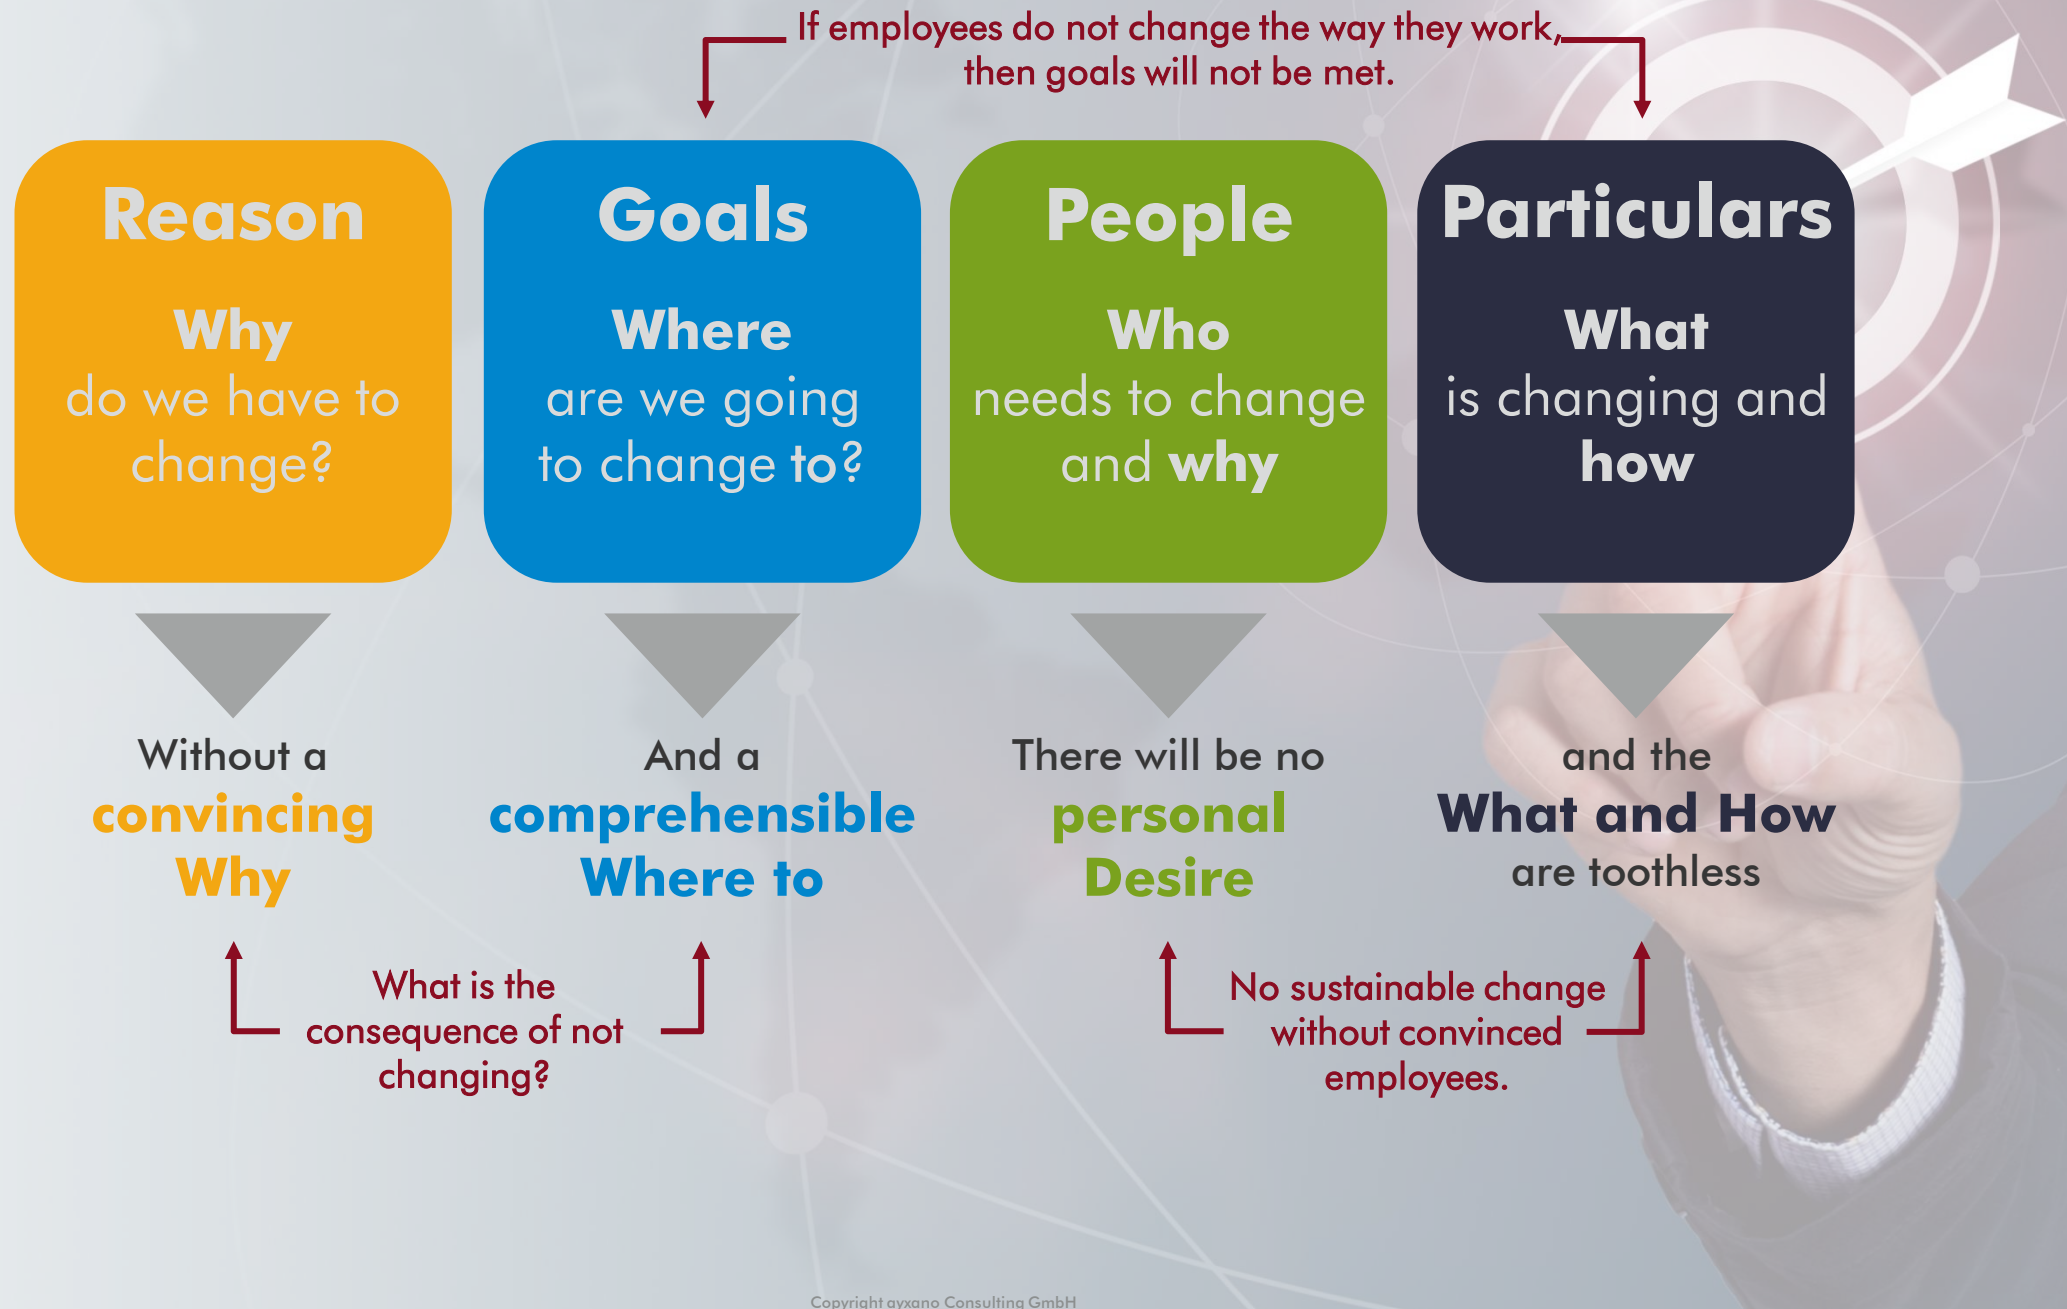 If employees do not change the way they work,
then goals will not be met.
Reason
Why
do we have to
change?
Goals
Where
are we going
to change to?
People
Who
needs to change
and why
Particulars
What
is changing and
how
Without a
convincing
Why
And a
comprehensible
Where to
There will be no
personal
Desire
and the
What and How
are toothless
What is the
consequence of not
changing?
No sustainable change
without convinced
employees.
Copyright ayxano Consulting GmbH